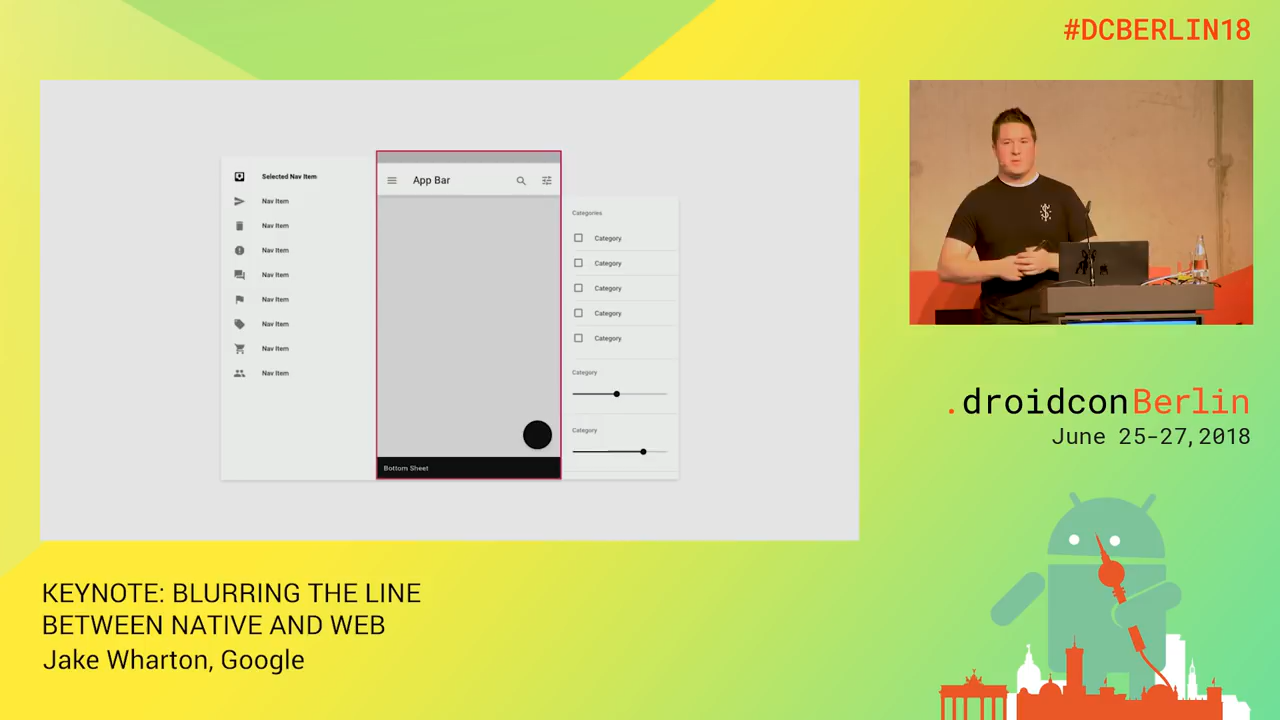 #DCBERLIN18
Selected Nav Item
Nav Item
Nav Item
Nav Item
Nav Item
Nav Item
Nav Item
Nav Item
Nav Item
App Bar
Bottom Sheet
Categories
Category
Category
Category
Category
Category
Category
Category
.droidconBerlin
June 25-27, 2018
KEYNOTE: BLURRING THE LINE
BETWEEN NATIVE AND WEB
Jake Wharton, Google